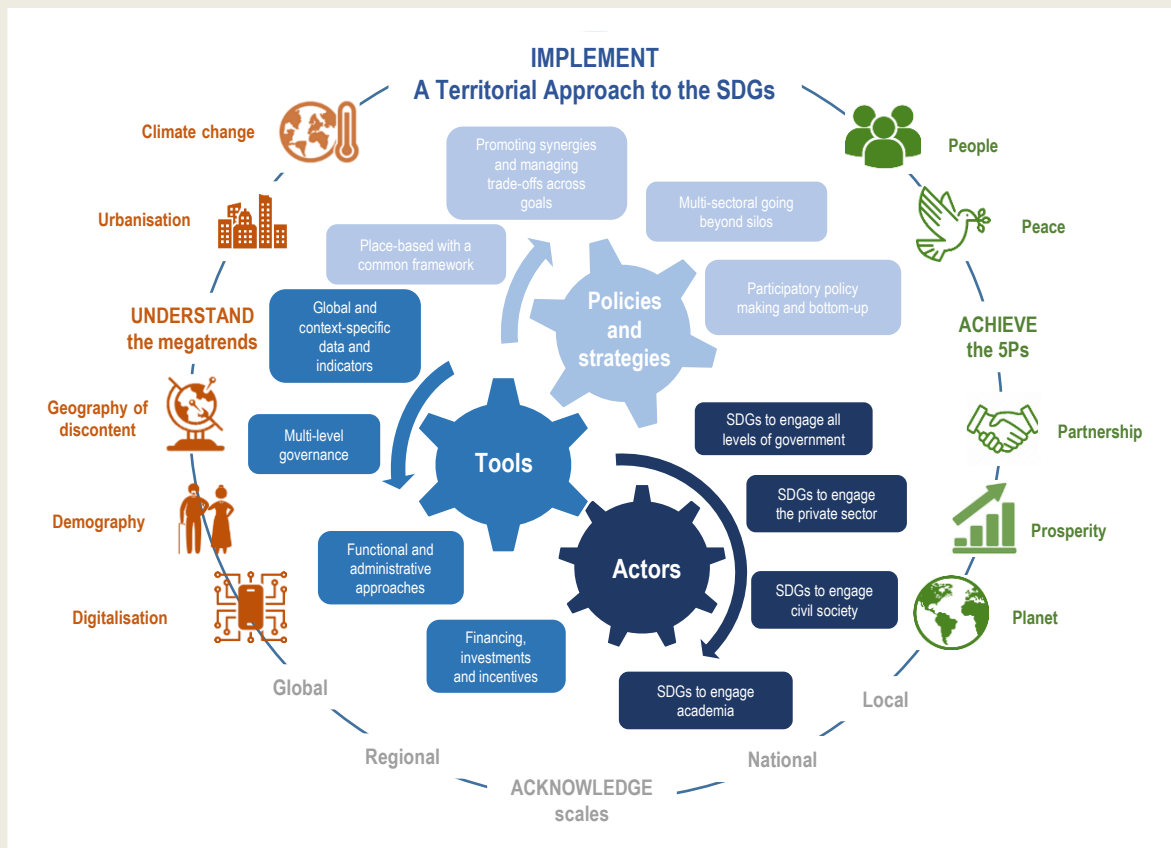 IMPLEMENT
A Territorial Approach to the SDGs
Climate change
Urbanisation
UNDERSTAND
the megatrends
Geography of
discontent
Demography
Digitalisation
Promoting synergies
and managing
trade-offs across
goals
Multi-sectoral going
beyond silos
Place-based with a
common framework
Participatory policy
making and bottom-up
Policies
and
strategies
Global and
context-specific
data and
indicators
Multi-level
governance
Tools
Functional and
administrative
approaches
Financing,
investments
and incentives
SDGs to engage all
levels of government
SDGs to engage
the private sector
Actors
SDGs to engage
civil society
SDGs to engage
academia
People
Peace
ACHIEVE
the 5Ps
Partnership
Prosperity
Planet
Global
Regional
ACKNOWLEDGE
scales
National
Local